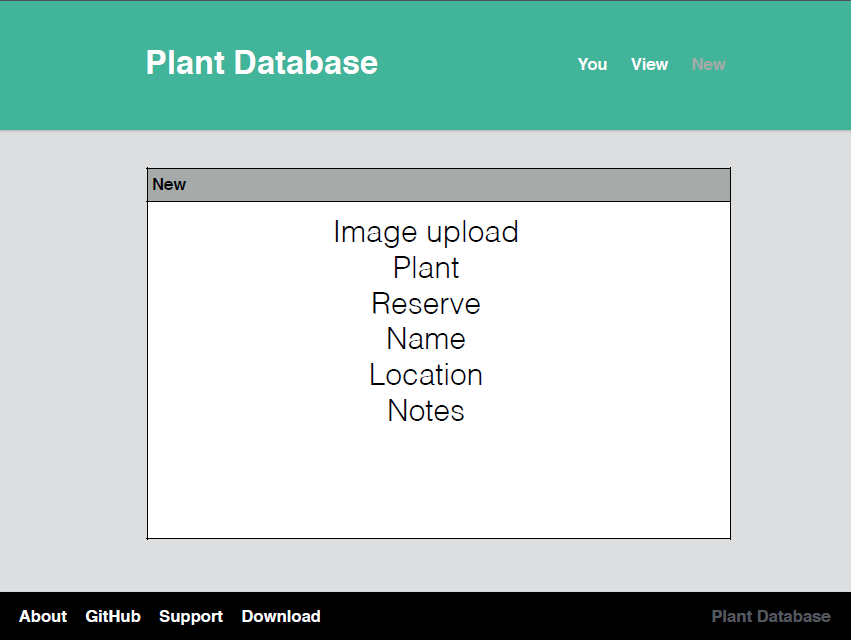 Plant Database
You View New
New
Image upload
Plant
Reserve
Name
Location
Notes
About GitHub Support Download
Plant Database